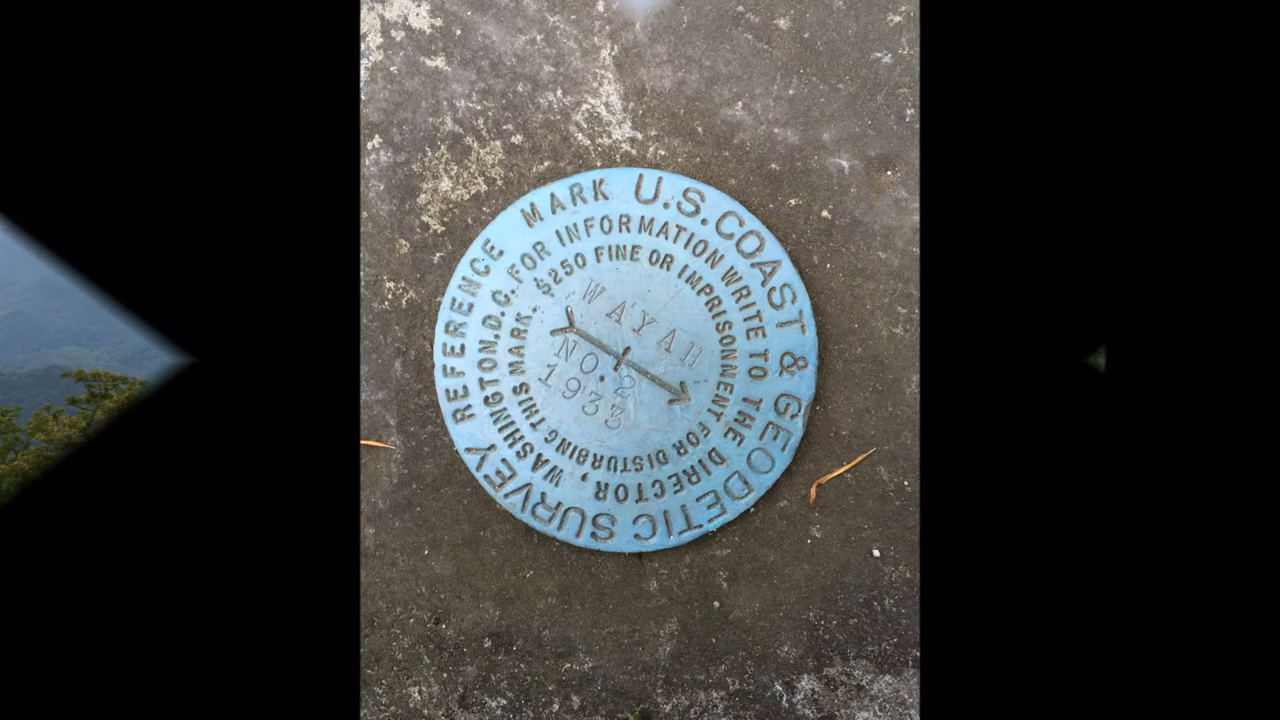 U.S. COAST & GEODETIC SURVEY REFERENCE MARK
FOR INFORMATION WRITE TO THE DIRECTOR, WASHINGTON, D.C.
$250 FINE OR IMPRISONMENT FOR DISTURBING THIS MARK.
WAYAH
NO. 2
1933